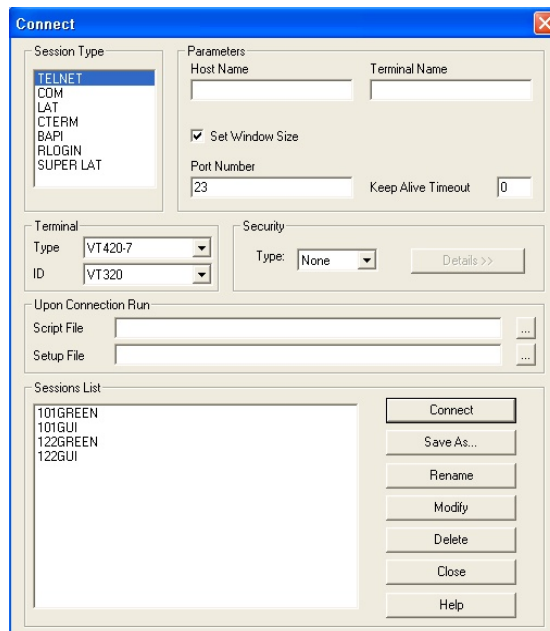 Connect
Session Type
TELNET
COM
LAT
CTERM
BAPI
RLOGIN
SUPER LAT
Parameters
Host Name
Terminal Name
Set Window Size
Port Number
23
Keep Alive Timeout
0
Terminal
Type
VT420-7
ID
VT320
Security
Type:
None
Details >>
Upon Connection Run
Script File
...
Setup File
...
Sessions List
101GREEN
101GUI
122GREEN
122GUI
Connect
Save As...
Rename
Modify
Delete
Close
Help